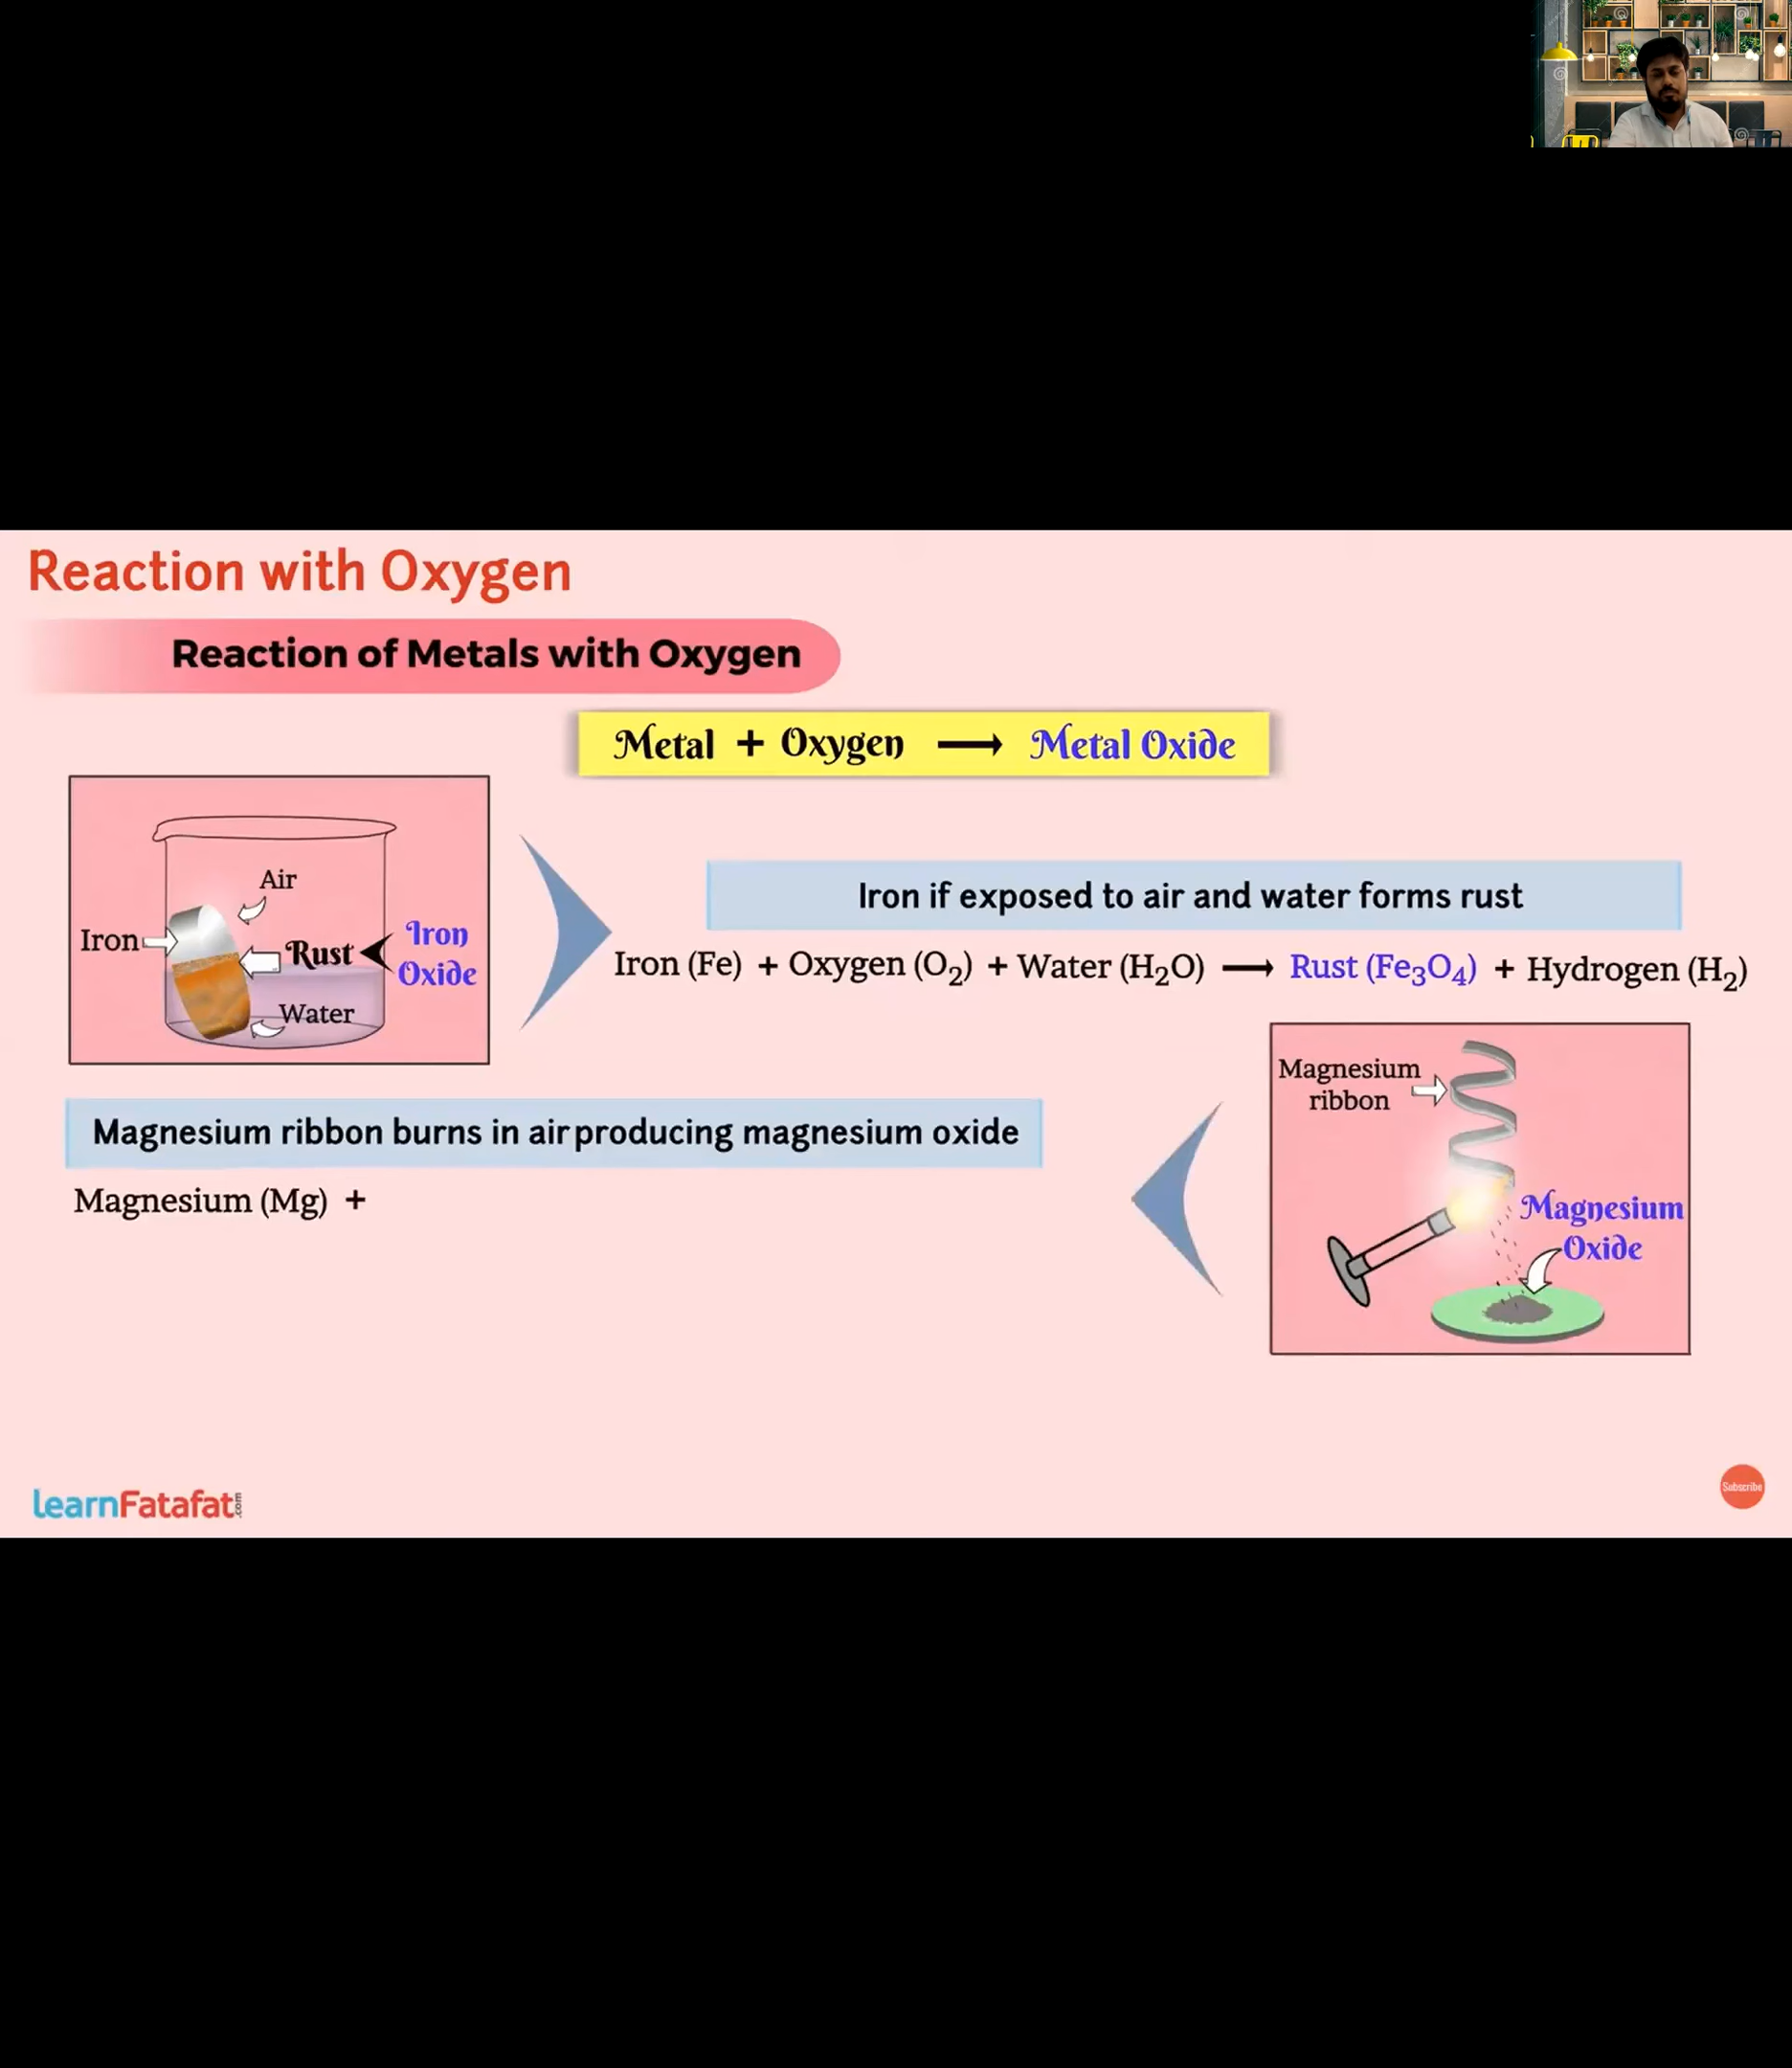 Reaction with Oxygen
Reaction of Metals with Oxygen
Metal + Oxygen ⟶ Metal Oxide
Air
Iron
Rust
Iron
Oxide
Water
Iron if exposed to air and water forms rust
Iron (Fe) + Oxygen (O₂) + Water (H₂O) ⟶ Rust (Fe₃O₄) + Hydrogen (H₂)
Magnesium
ribbon
Magnesium
Oxide
Magnesium ribbon burns in air producing magnesium oxide
Magnesium (Mg) +
learnFatafat.com
Subscribe